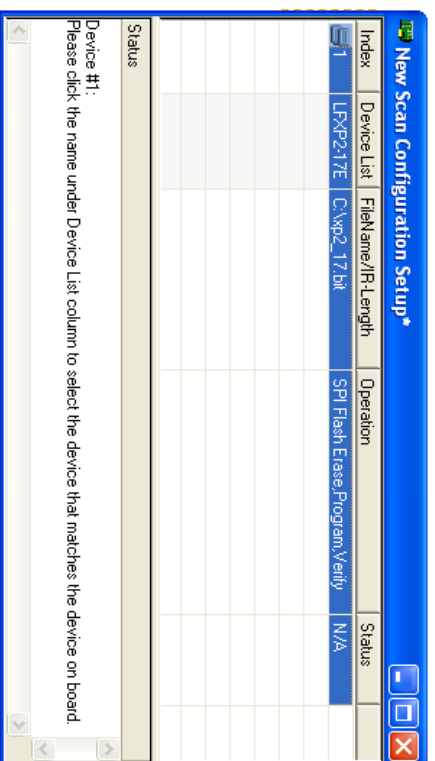 New Scan Configuration Setup*
Index Device List FileName/IR-Length Operation Status
1 LFXP2-17E C:\xp2_17.bit SPI Flash Erase,Program,Verify N/A
Status
Device #1:
Please click the name under Device List column to select the device that matches the device on board.